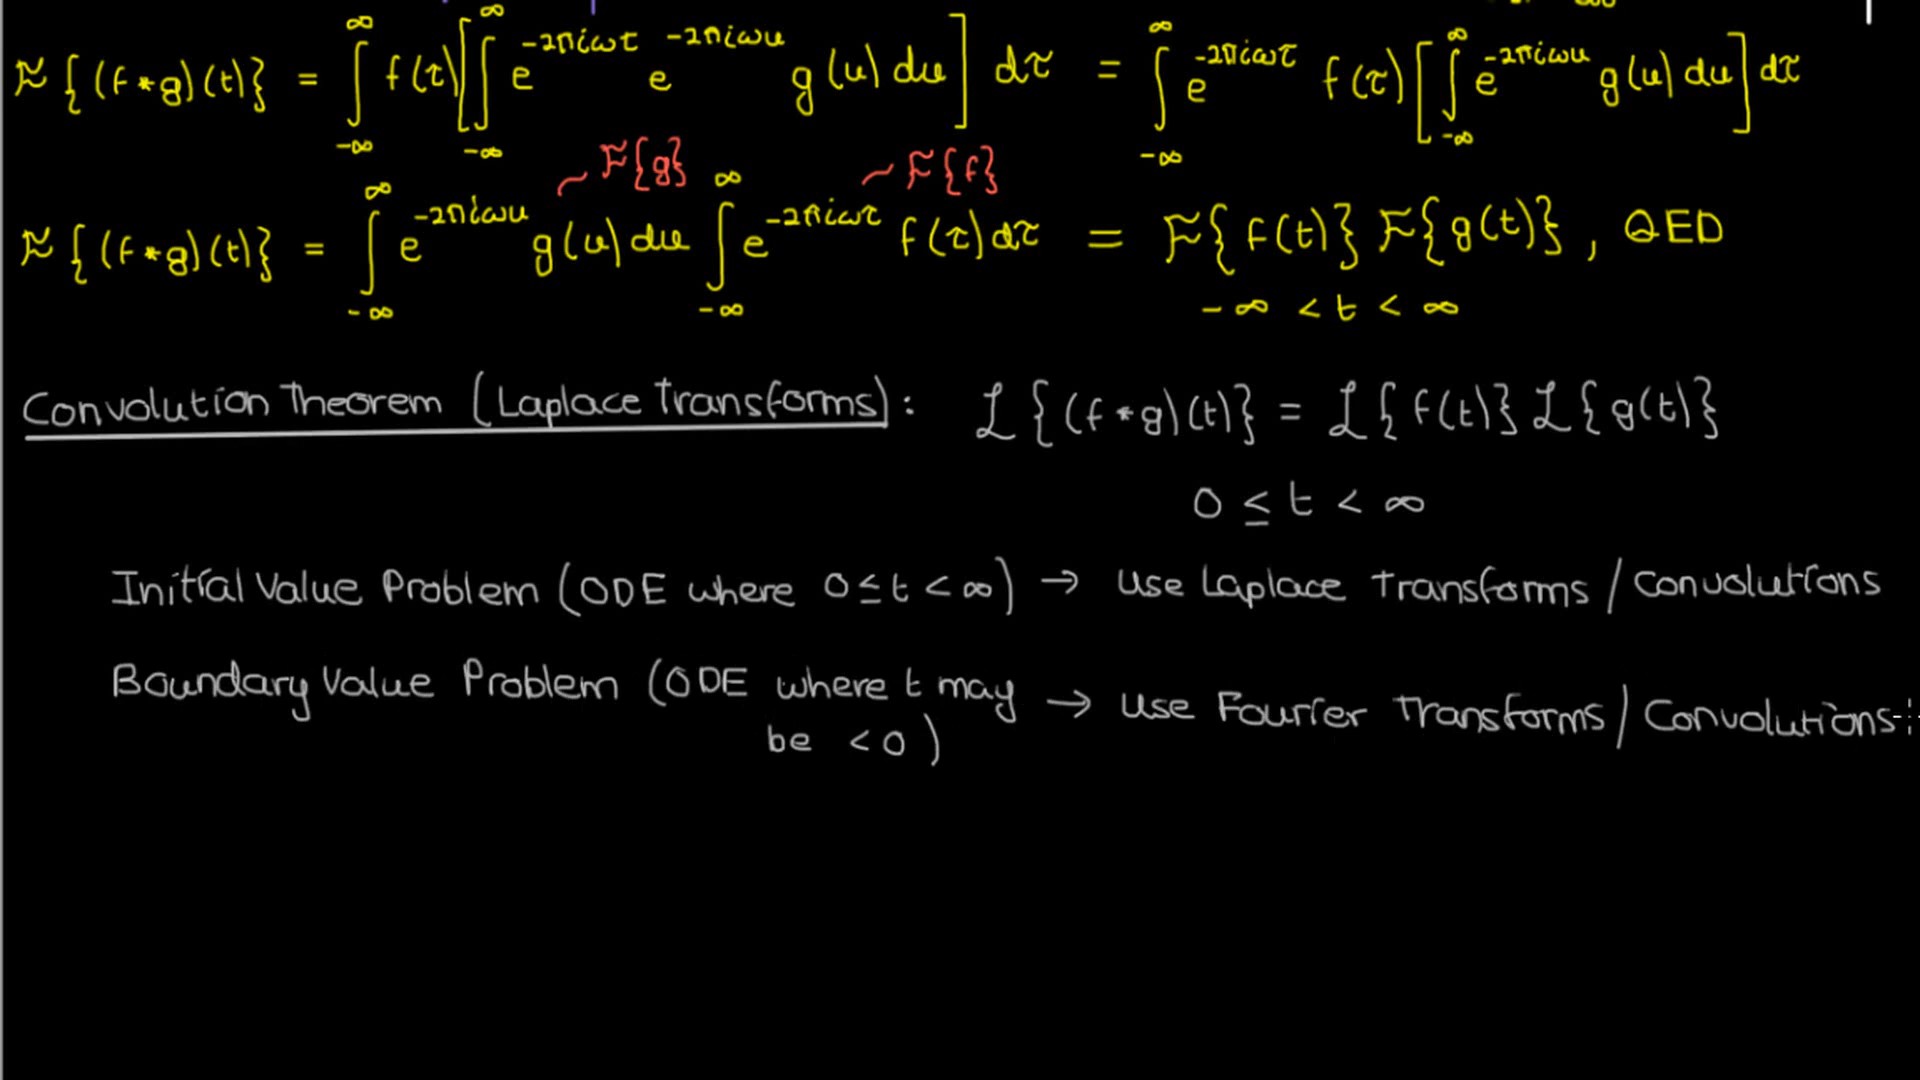 ℱ{(f*g)(t)} = ∫_{-∞}^{∞} f(τ)[∫_{-∞}^{∞} e^{-2πiωτ} e^{-2πiωu} g(u) du] dτ = ∫_{-∞}^{∞} e^{-2πiωτ} f(τ)[∫_{-∞}^{∞} e^{-2πiωu} g(u) du] dτ
ℱ{g} ℱ{f}
ℱ{(f*g)(t)} = ∫_{-∞}^{∞} e^{-2πiωu} g(u) du ∫_{-∞}^{∞} e^{-2πiωτ} f(τ) dτ = ℱ{f(t)} ℱ{g(t)}, QED
-∞ < t < ∞
Convolution Theorem (Laplace Transforms): ℒ{(f*g)(t)} = ℒ{f(t)} ℒ{g(t)}
0 ≤ t < ∞
Initial Value Problem (ODE where 0 ≤ t < ∞) → Use Laplace Transforms / Convolutions
Boundary Value Problem (ODE where t may → Use Fourier Transforms / Convolutions
be < 0)